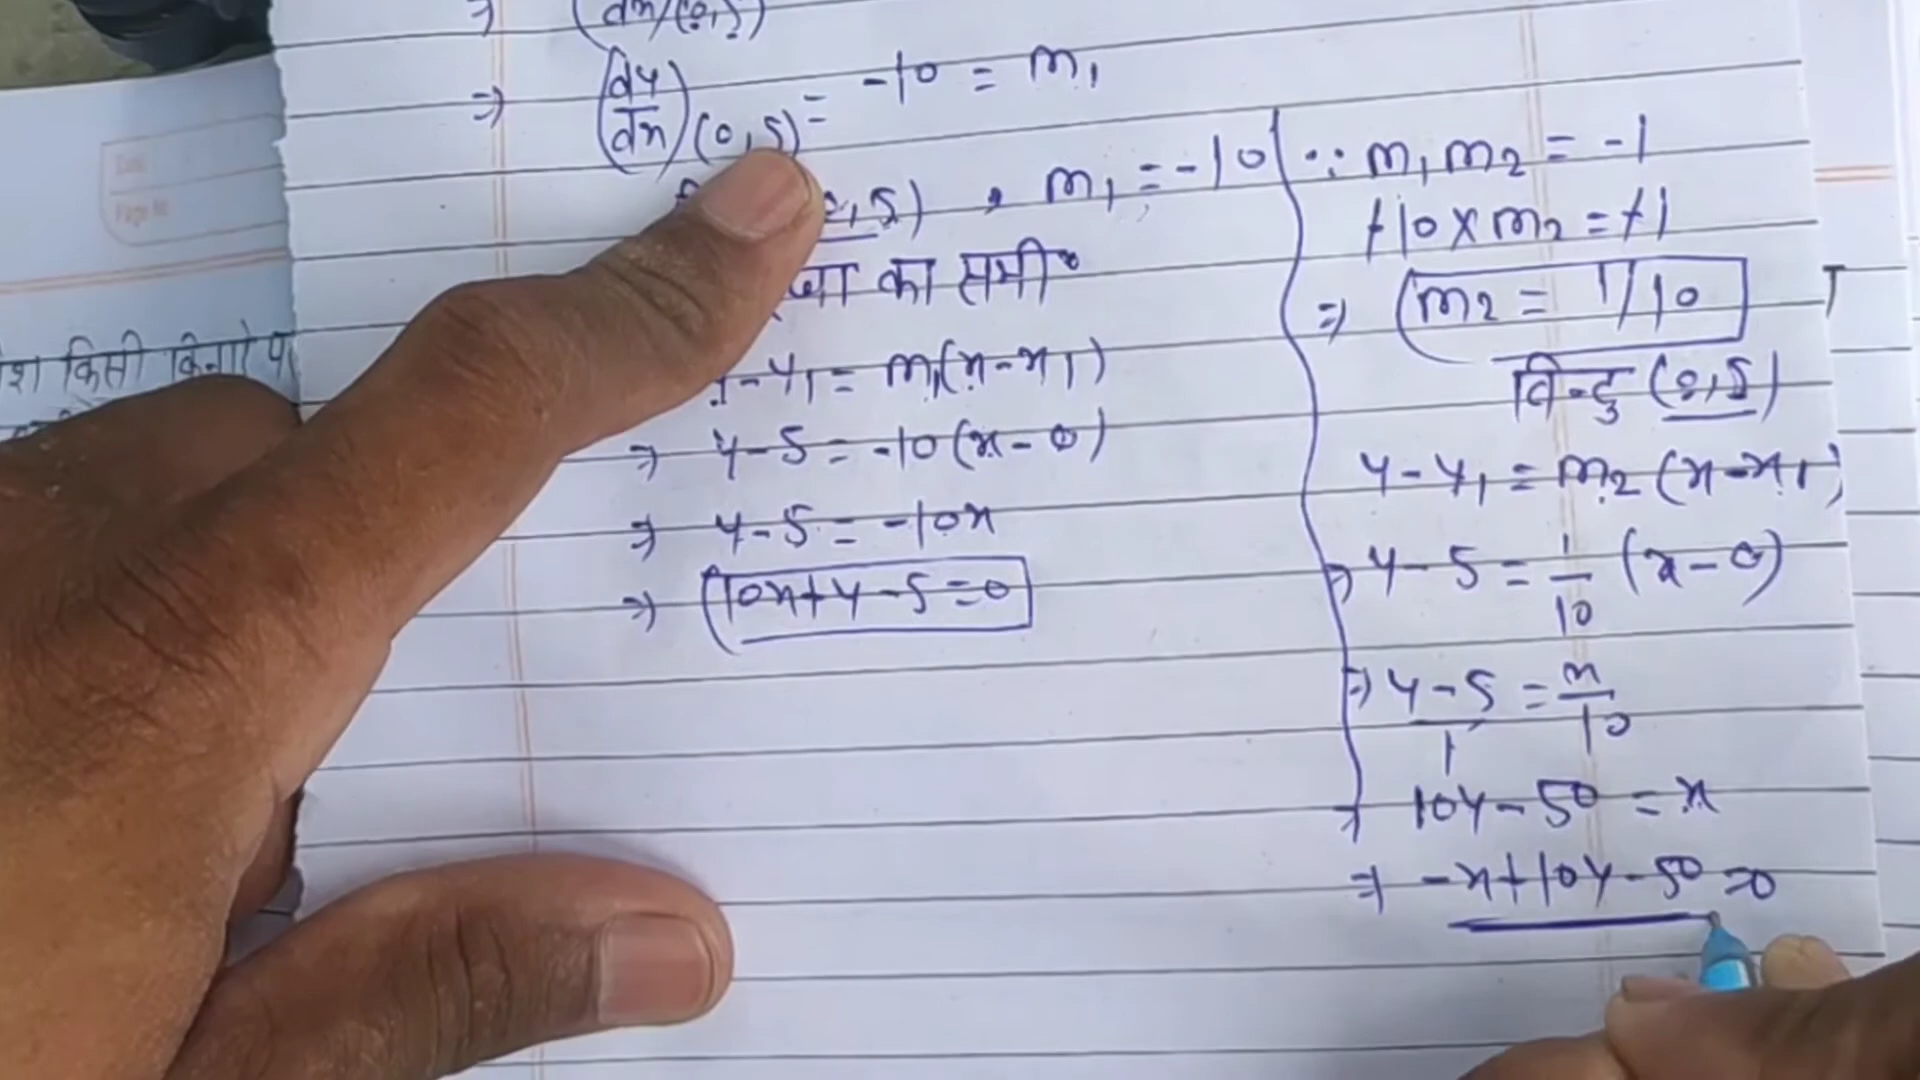 ⇒ (dy/dx)(0,5) = -10 = m₁
(0,5) , m₁ = -10
का समी०
-y₁ = m₁(x-x₁)
⇒ y-5 = -10(x-0)
⇒ y-5 = -10x
⇒ 10x+y-5=0
∵ m₁m₂ = -1
+10×m₂ = +1
⇒ m₂ = 1/10
बिन्दु (0,5)
y-y₁ = m₂(x-x₁)
⇒ y-5 = 1/10 (x-0)
⇒ y-5/1 = x/10
⇒ 10y-50 = x
⇒ -x+10y-50=0
किसी किनारे